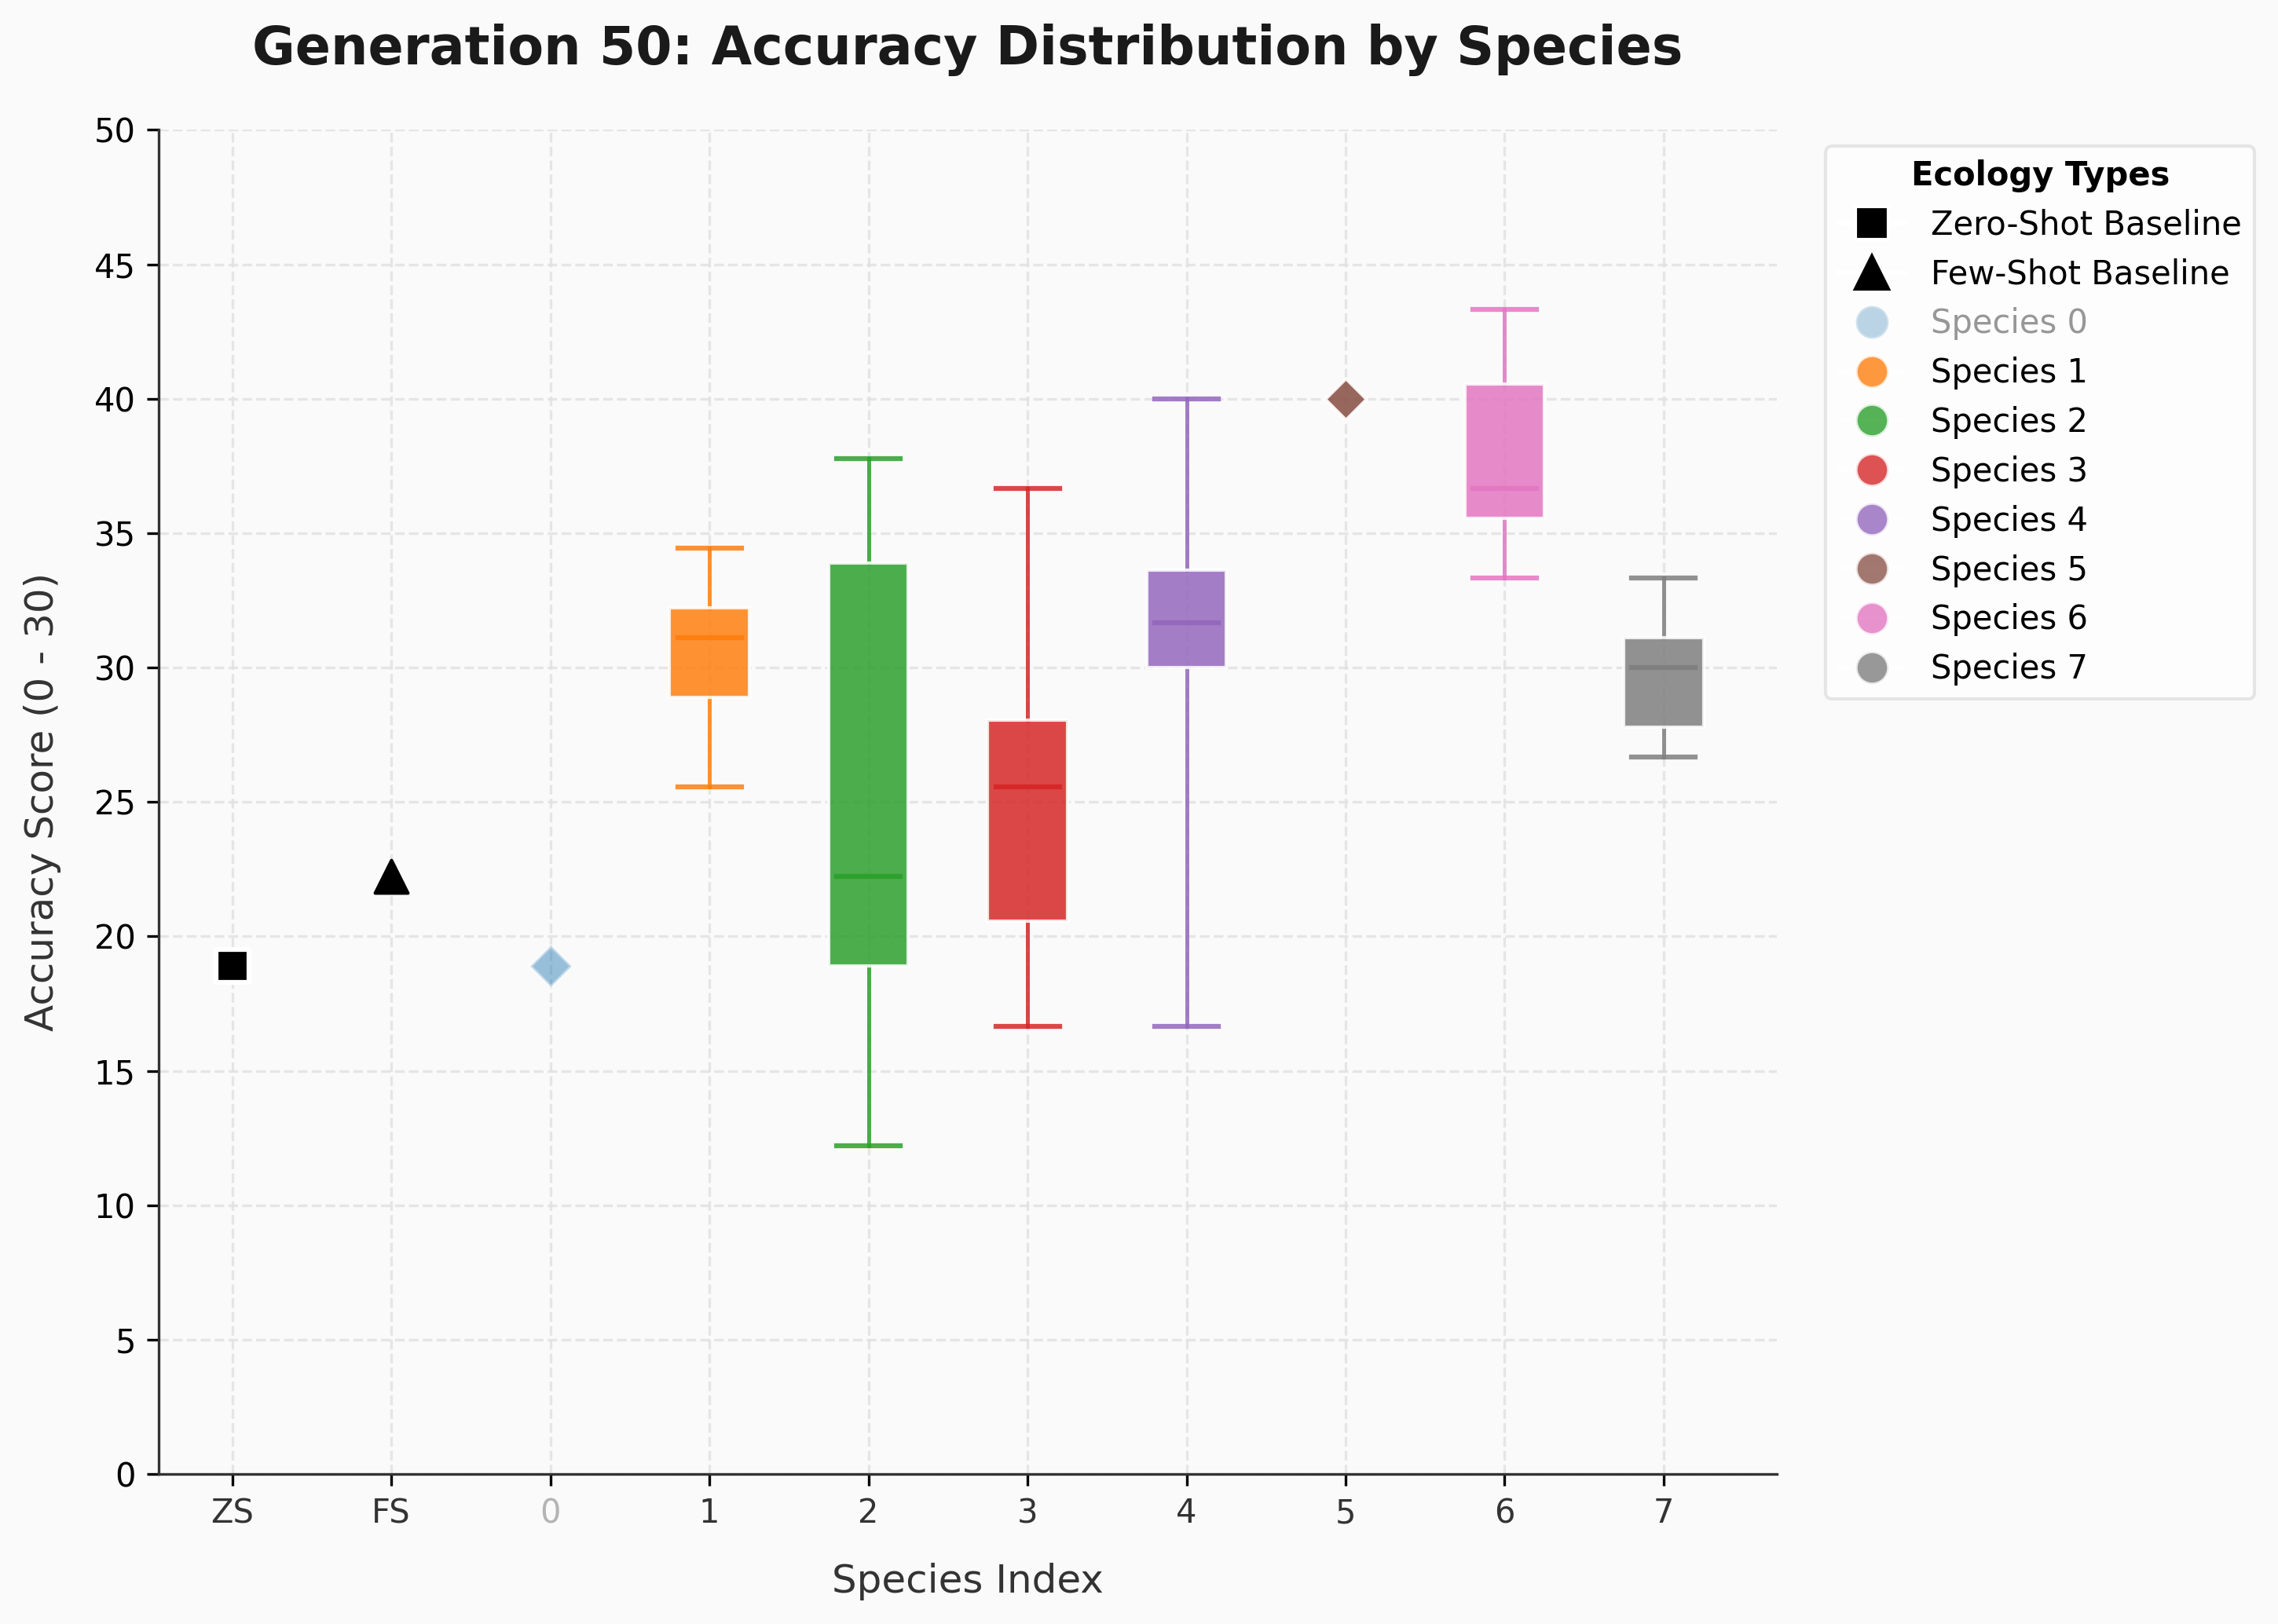 Generation 50: Accuracy Distribution by Species
50
45
40
35
30
25
20
15
10
5
0
Accuracy Score (0 - 30)
ZS FS 0 1 2 3 4 5 6 7
Species Index
Ecology Types
Zero-Shot Baseline
Few-Shot Baseline
Species 0
Species 1
Species 2
Species 3
Species 4
Species 5
Species 6
Species 7